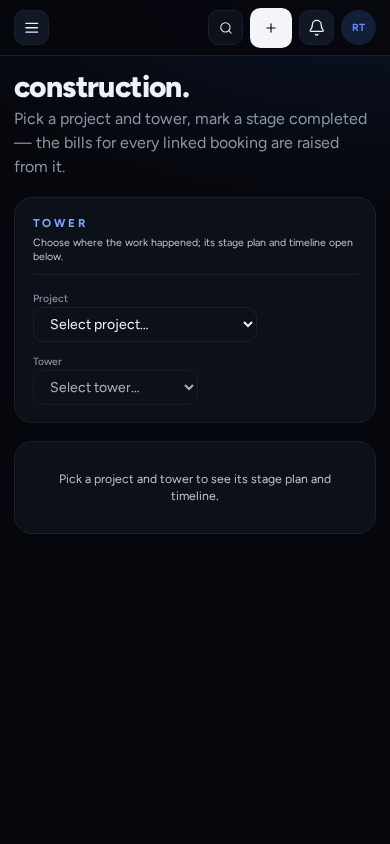 RT
construction.
Pick a project and tower, mark a stage completed
— the bills for every linked booking are raised
from it.
TOWER
Choose where the work happened; its stage plan and timeline open
below.
Project
Select project...
Tower
Select tower...
Pick a project and tower to see its stage plan and
timeline.